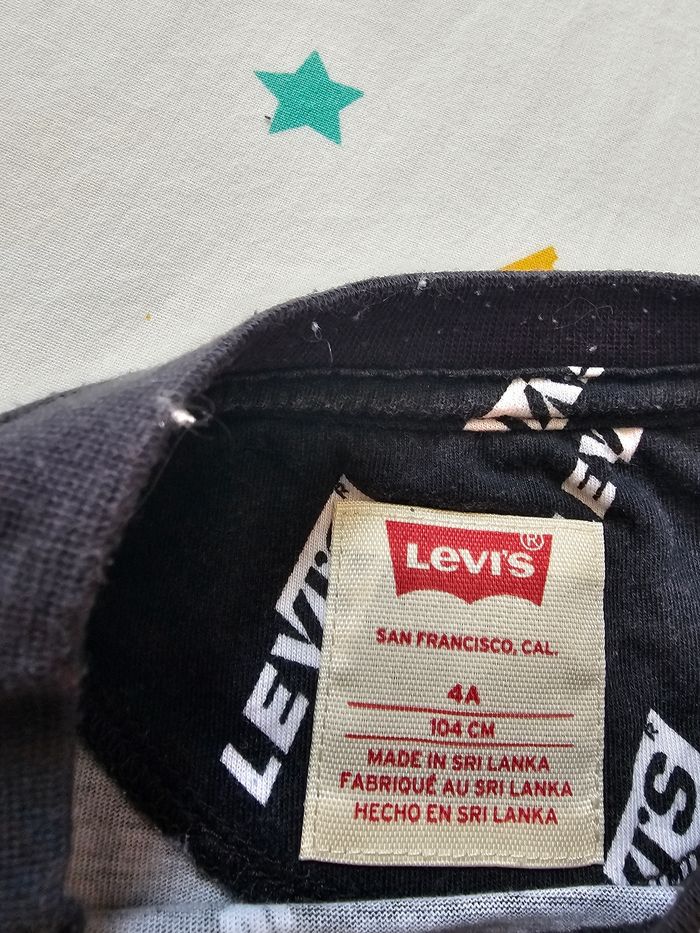 LEVI'S
LEVI'S®
SAN FRANCISCO, CAL.
4A
104 CM
MADE IN SRI LANKA
FABRIQUÉ AU SRI LANKA
HECHO EN SRI LANKA